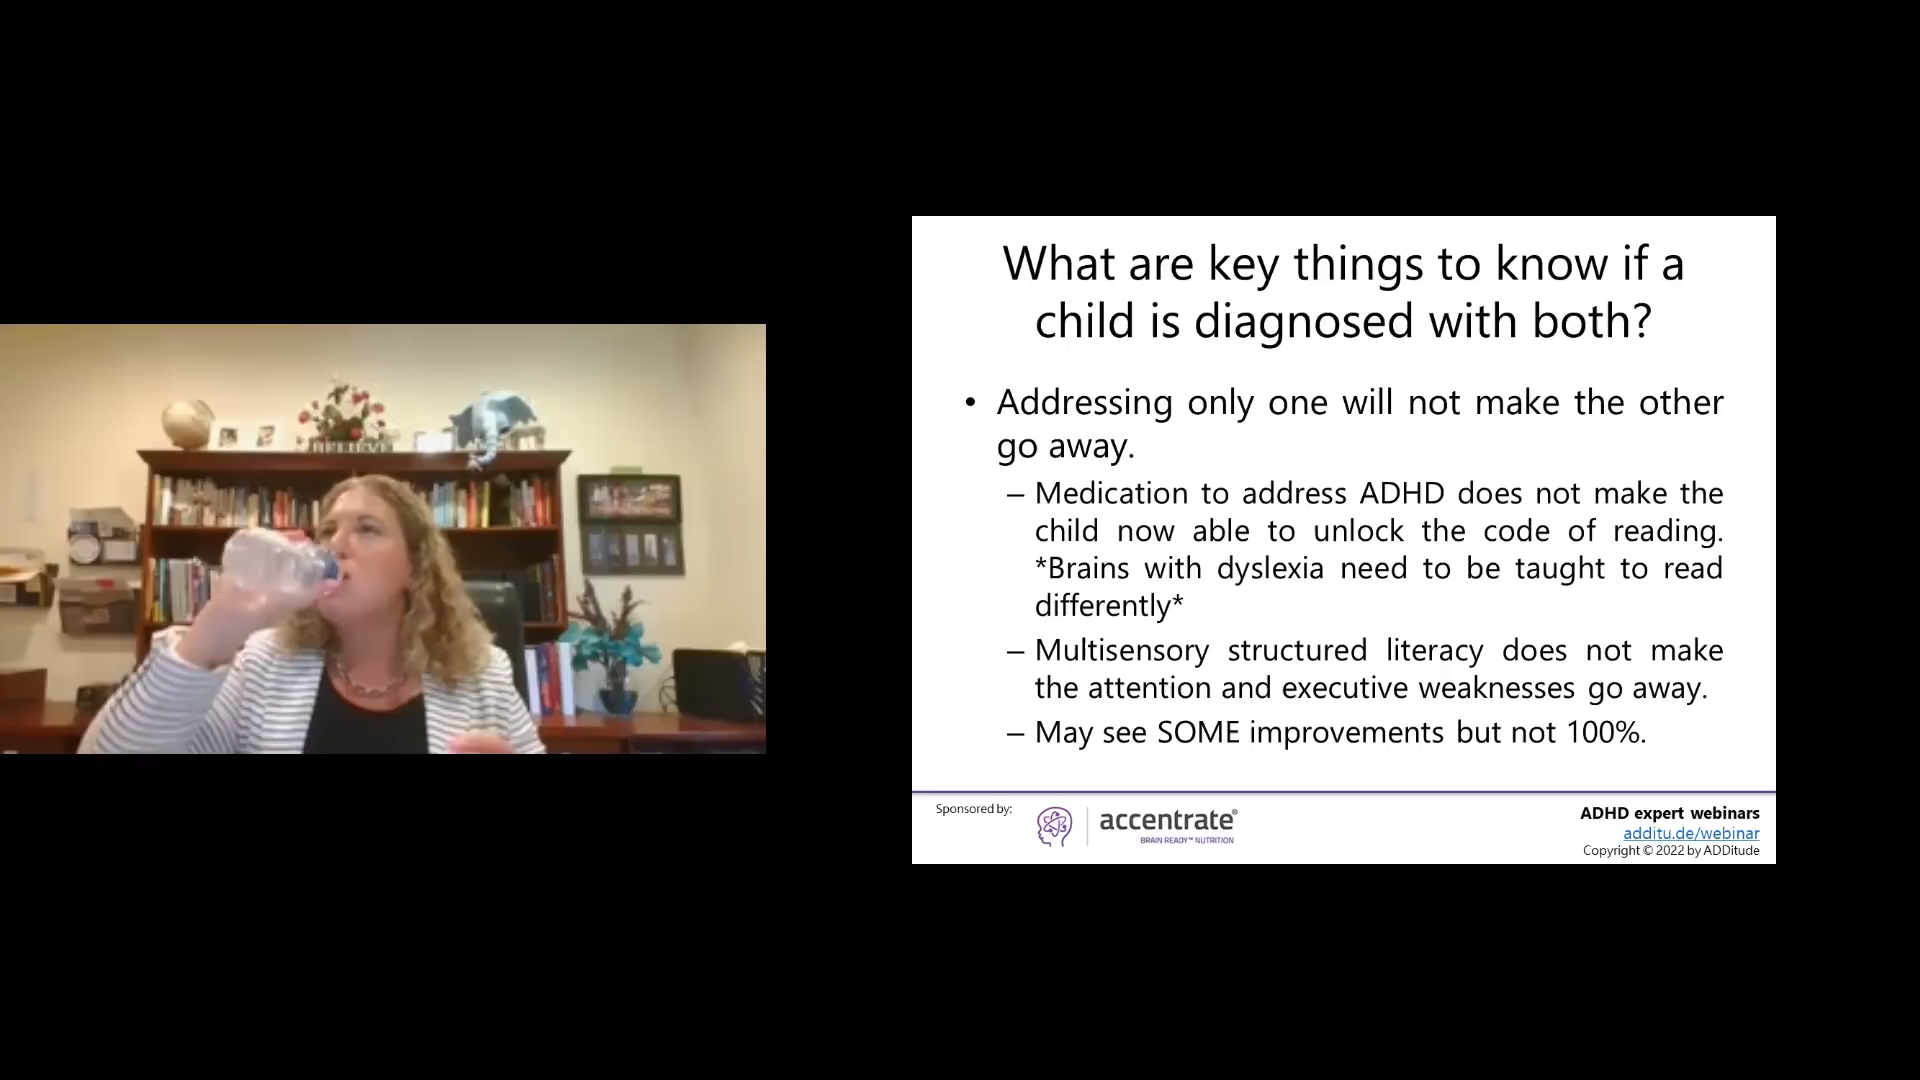 What are key things to know if a
child is diagnosed with both?
• Addressing only one will not make the other
go away.
– Medication to address ADHD does not make the
child now able to unlock the code of reading.
*Brains with dyslexia need to be taught to read
differently*
– Multisensory structured literacy does not make
the attention and executive weaknesses go away.
– May see SOME improvements but not 100%.
Sponsored by:
accentrate®
BRAIN READY™ NUTRITION
ADHD expert webinars
additu.de/webinar
Copyright © 2022 by ADDitude
BELIEVE